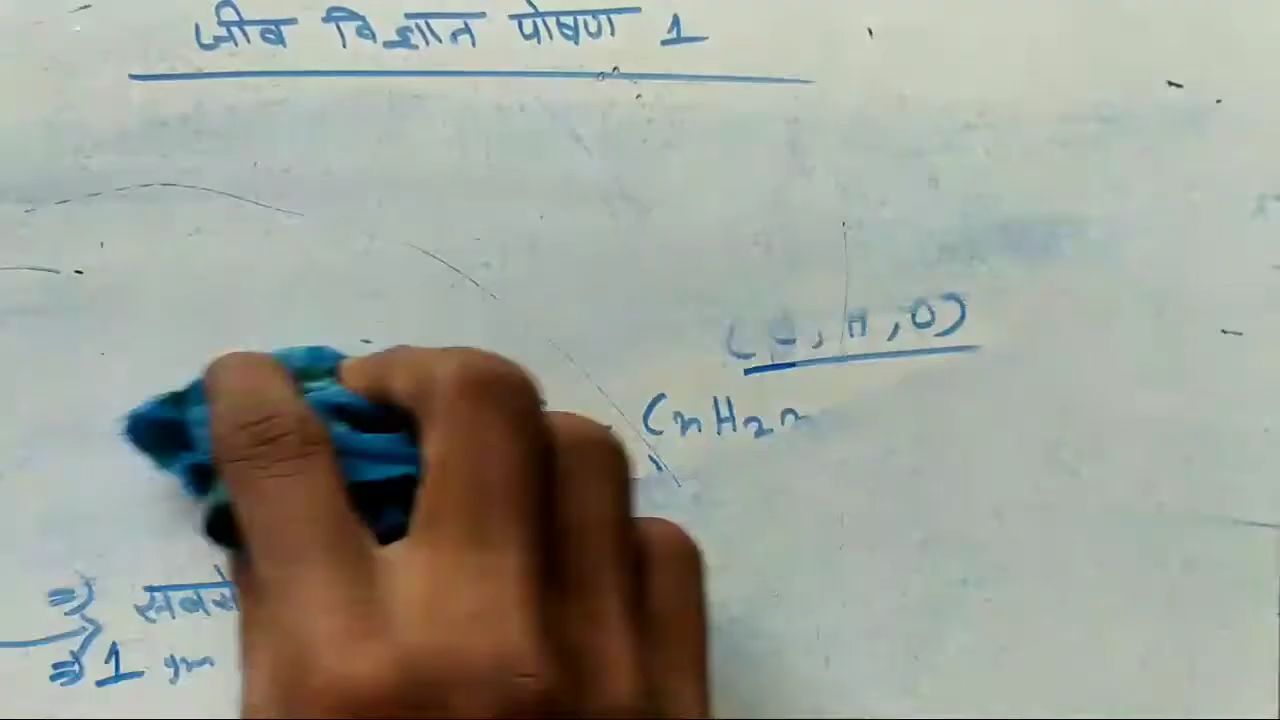 जीव विज्ञान पोषण 1
(C, H, O)
CnH2n
⇒ सबसे
⇒ 1 gm